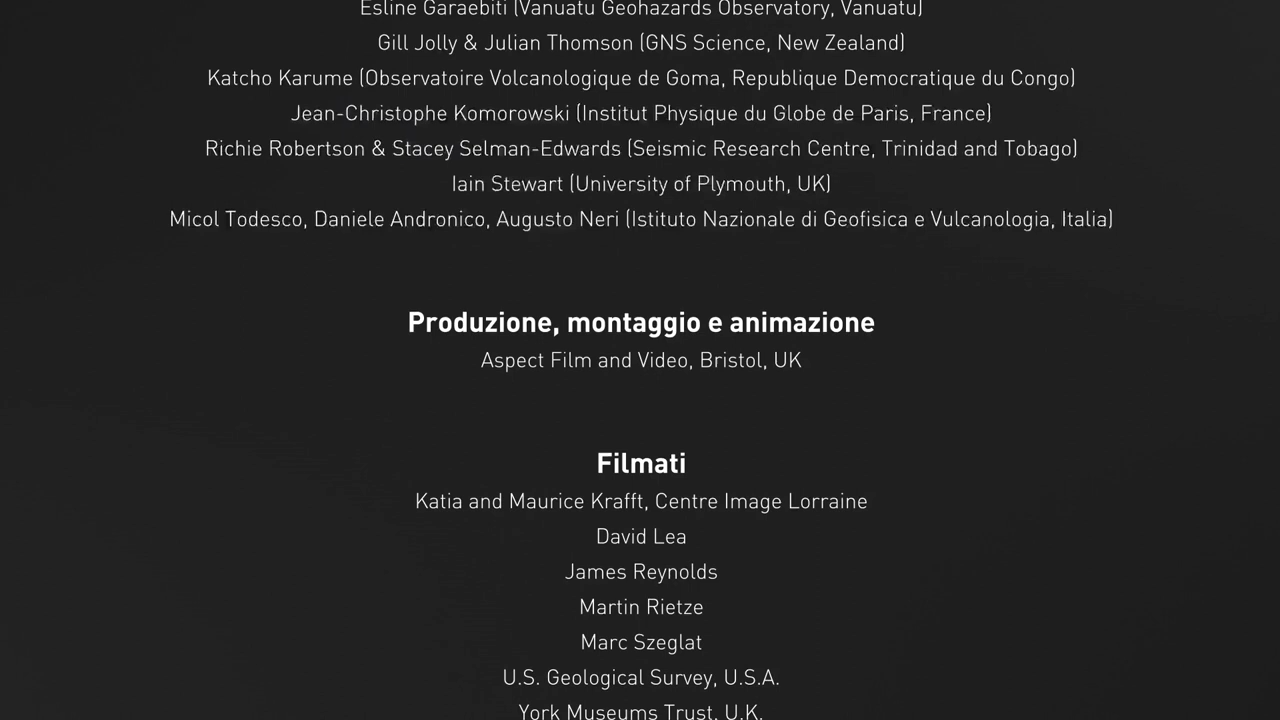 Esline Garaebiti (Vanuatu Geohazards Observatory, Vanuatu)
Gill Jolly & Julian Thomson (GNS Science, New Zealand)
Katcho Karume (Observatoire Volcanologique de Goma, Republique Democratique du Congo)
Jean-Christophe Komorowski (Institut Physique du Globe de Paris, France)
Richie Robertson & Stacey Selman-Edwards (Seismic Research Centre, Trinidad and Tobago)
Iain Stewart (University of Plymouth, UK)
Micol Todesco, Daniele Andronico, Augusto Neri (Istituto Nazionale di Geofisica e Vulcanologia, Italia)
Produzione, montaggio e animazione
Aspect Film and Video, Bristol, UK
Filmati
Katia and Maurice Krafft, Centre Image Lorraine
David Lea
James Reynolds
Martin Rietze
Marc Szeglat
U.S. Geological Survey, U.S.A.
York Museums Trust, U.K.